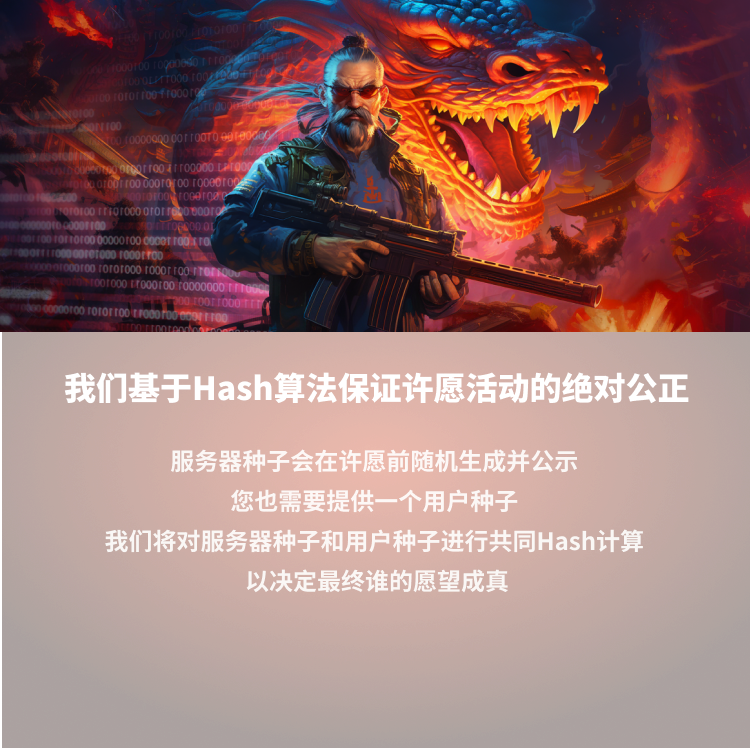 我们基于Hash算法保证许愿活动的绝对公正
服务器种子会在许愿前随机生成并公示
您也需要提供一个用户种子
我们将对服务器种子和用户种子进行共同Hash计算
以决定最终谁的愿望成真